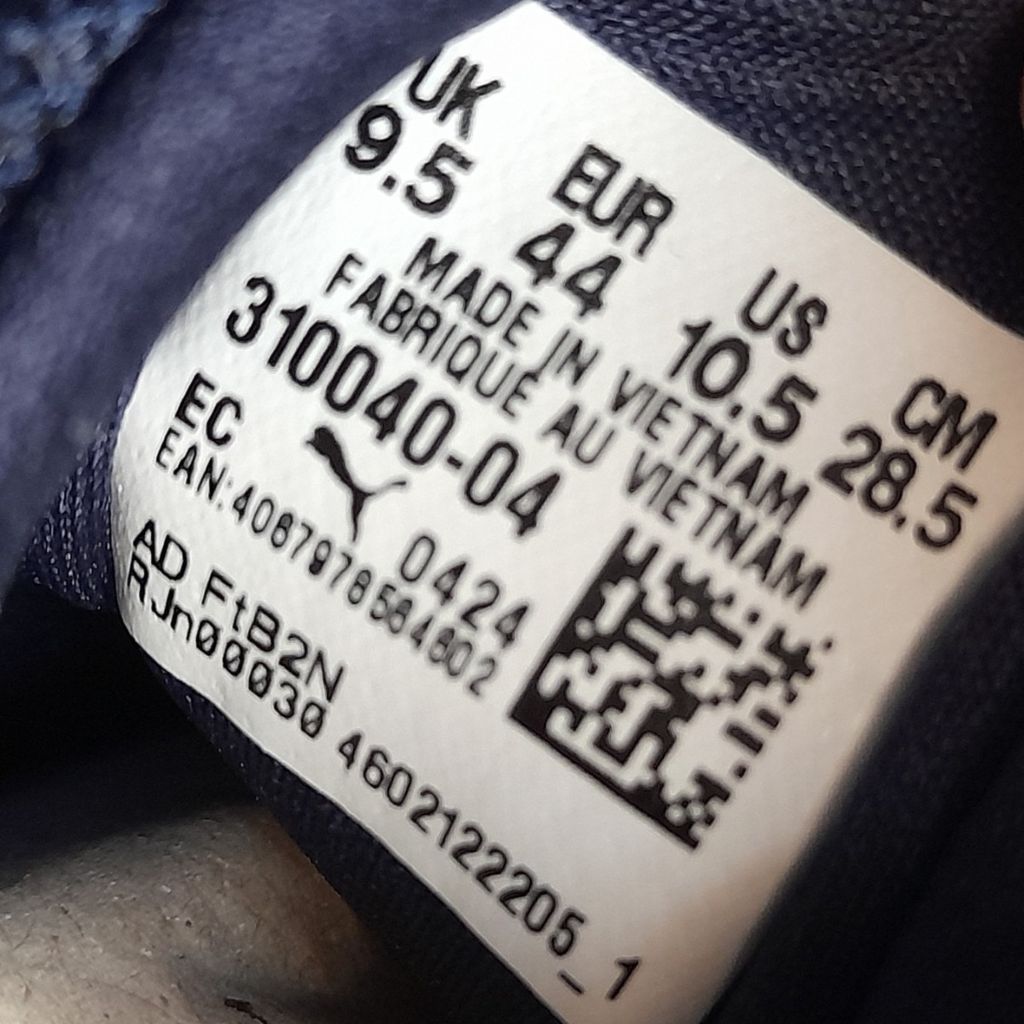 UK EUR US CM
9.5 44 10.5 28.5
MADE IN VIETNAM
FABRIQUÉ AU VIETNAM
310040-04
EC 0424
EAN:4067978584602
AD FtB2N
RJn00030 4602122205_1